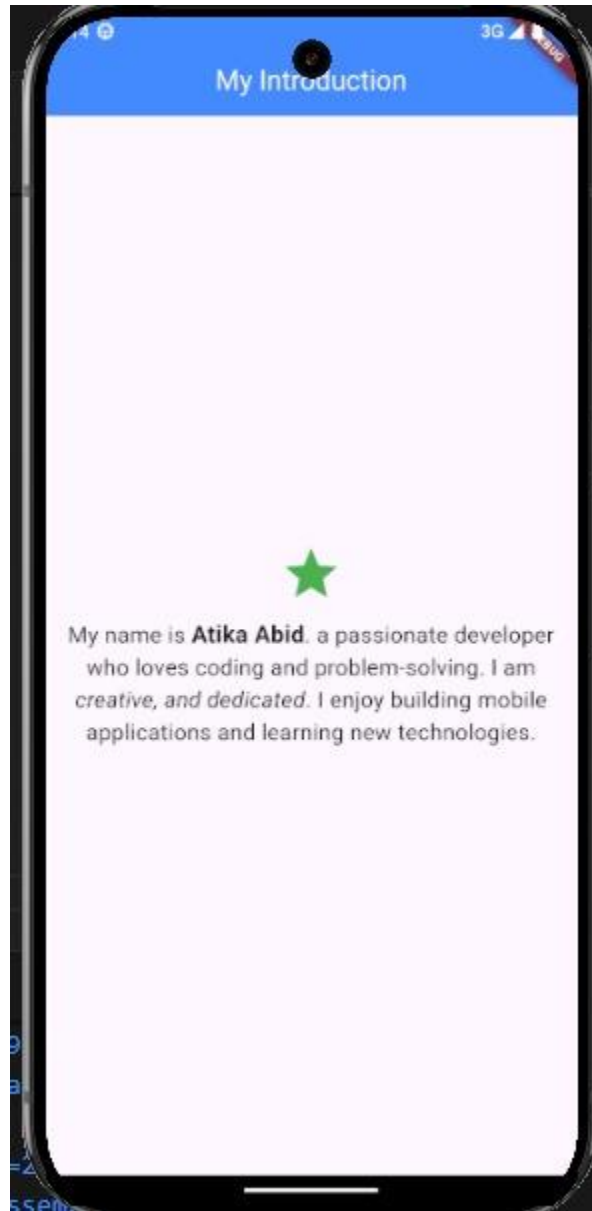 3G
My Introduction
My name is Atika Abid. a passionate developer
who loves coding and problem-solving. I am
creative, and dedicated. I enjoy building mobile
applications and learning new technologies.